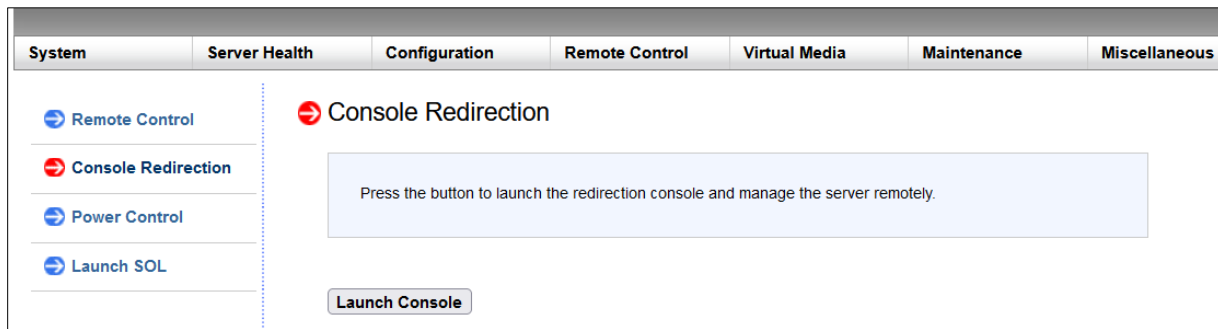 System Server Health Configuration Remote Control Virtual Media Maintenance Miscellaneous
Remote Control
Console Redirection
Power Control
Launch SOL
Console Redirection
Press the button to launch the redirection console and manage the server remotely.
Launch Console